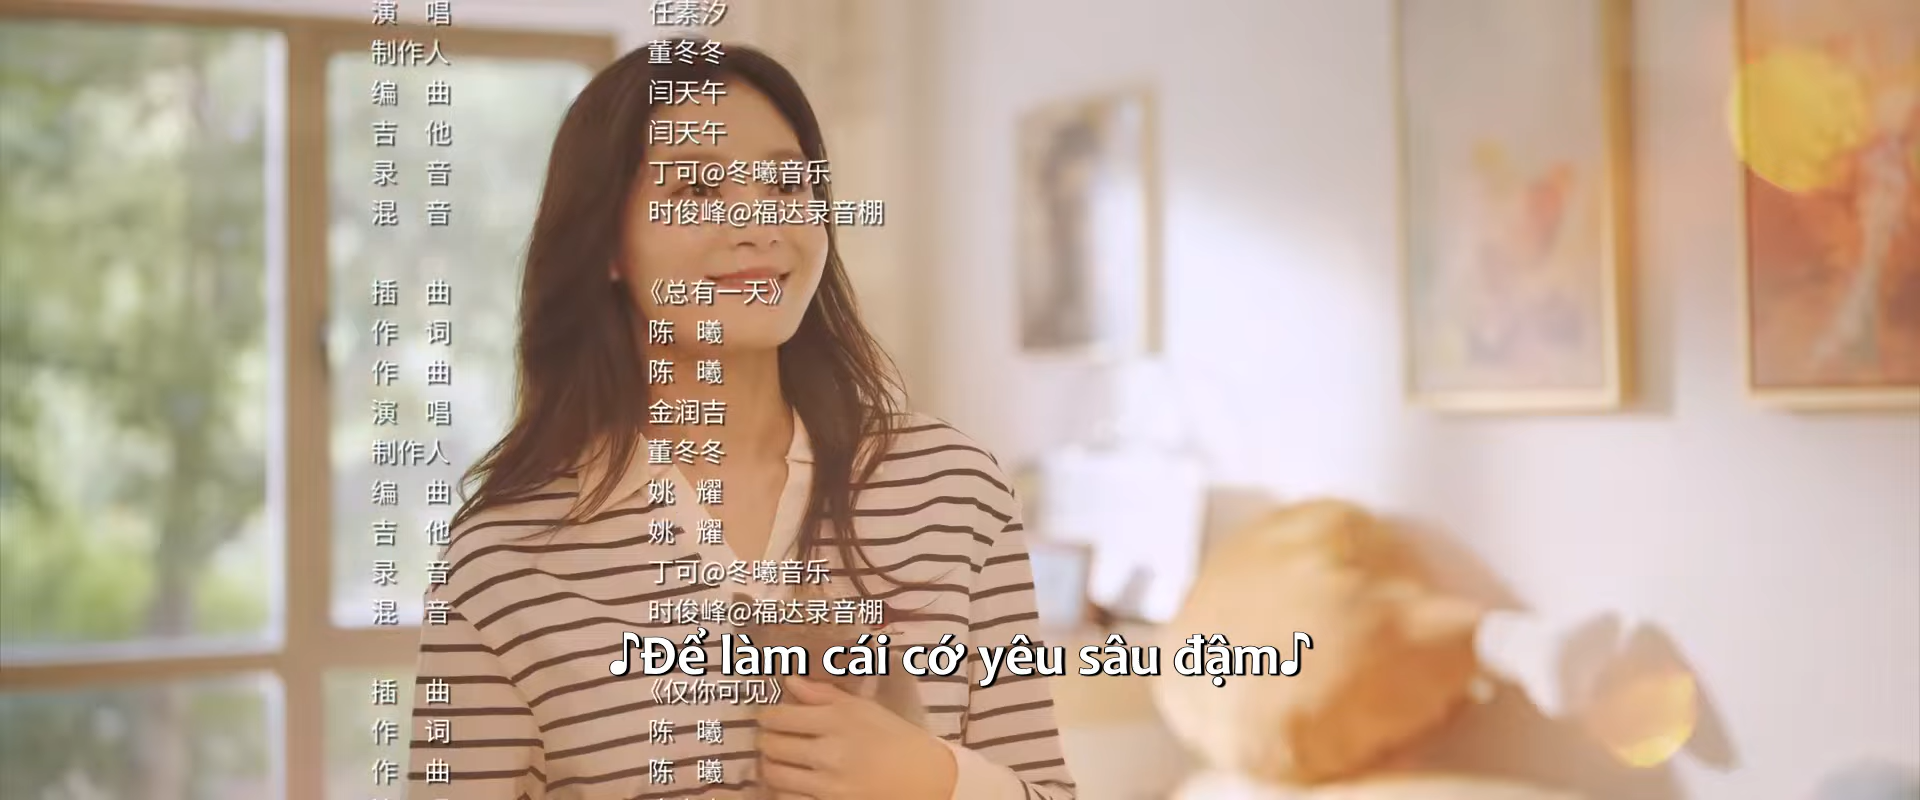 演 唱 任素汐
制作人 董冬冬
编 曲 闫天午
吉 他 闫天午
录 音 丁可@冬曦音乐
混 音 时俊峰@福达录音棚
插 曲 《总有一天》
作 词 陈 曦
作 曲 陈 曦
演 唱 金润吉
制作人 董冬冬
编 曲 姚 耀
吉 他 姚 耀
录 音 丁可@冬曦音乐
混 音 时俊峰@福达录音棚
♪Để làm cái cớ yêu sâu đậm♪
插 曲 《仅你可见》
作 词 陈 曦
作 曲 陈 曦